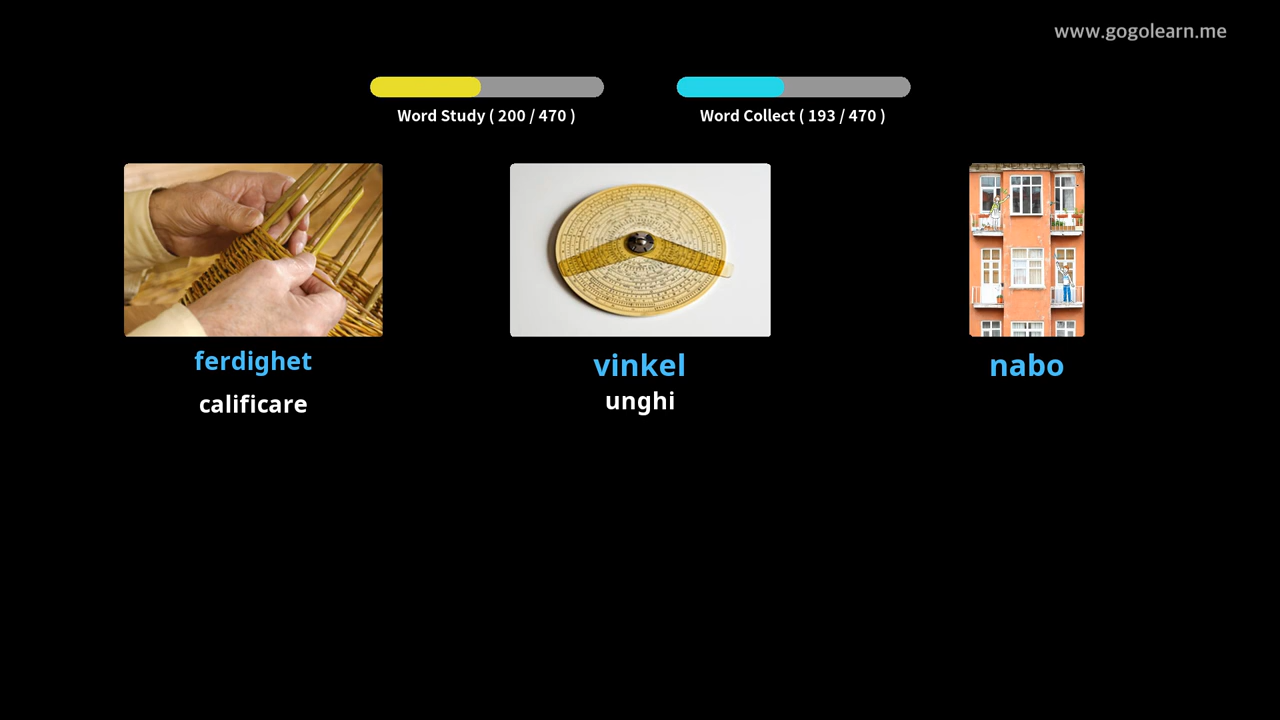 www.gogolearn.me
Word Study ( 200 / 470 )
Word Collect ( 193 / 470 )
ferdighet
vinkel
nabo
calificare
unghi